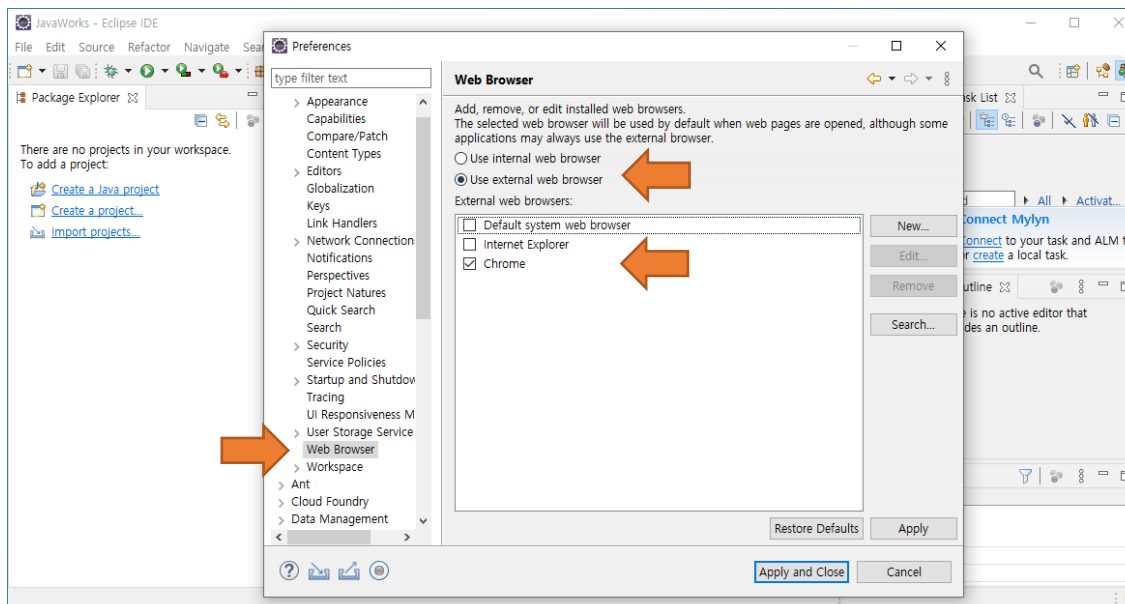 JavaWorks - Eclipse IDE
File Edit Source Refactor Navigate Sea
Package Explorer
There are no projects in your workspace.
To add a project:
Create a Java project
Create a project...
Import projects...
Preferences
type filter text
Appearance
Capabilities
Compare/Patch
Content Types
Editors
Globalization
Keys
Link Handlers
Network Connection
Notifications
Perspectives
Project Natures
Quick Search
Search
Security
Service Policies
Startup and Shutdow
Tracing
UI Responsiveness M
User Storage Service
Web Browser
Workspace
Ant
Cloud Foundry
Data Management
Web Browser
Add, remove, or edit installed web browsers.
The selected web browser will be used by default when web pages are opened, although some
applications may always use the external browser.
Use internal web browser
Use external web browser
External web browsers:
Default system web browser
Internet Explorer
Chrome
New...
Edit...
Remove
Search...
Restore Defaults Apply
Apply and Close Cancel
ask List
d All Activat...
Connect Mylyn
Connect to your task and ALM t
or create a local task.
utline
e is no active editor that
des an outline.